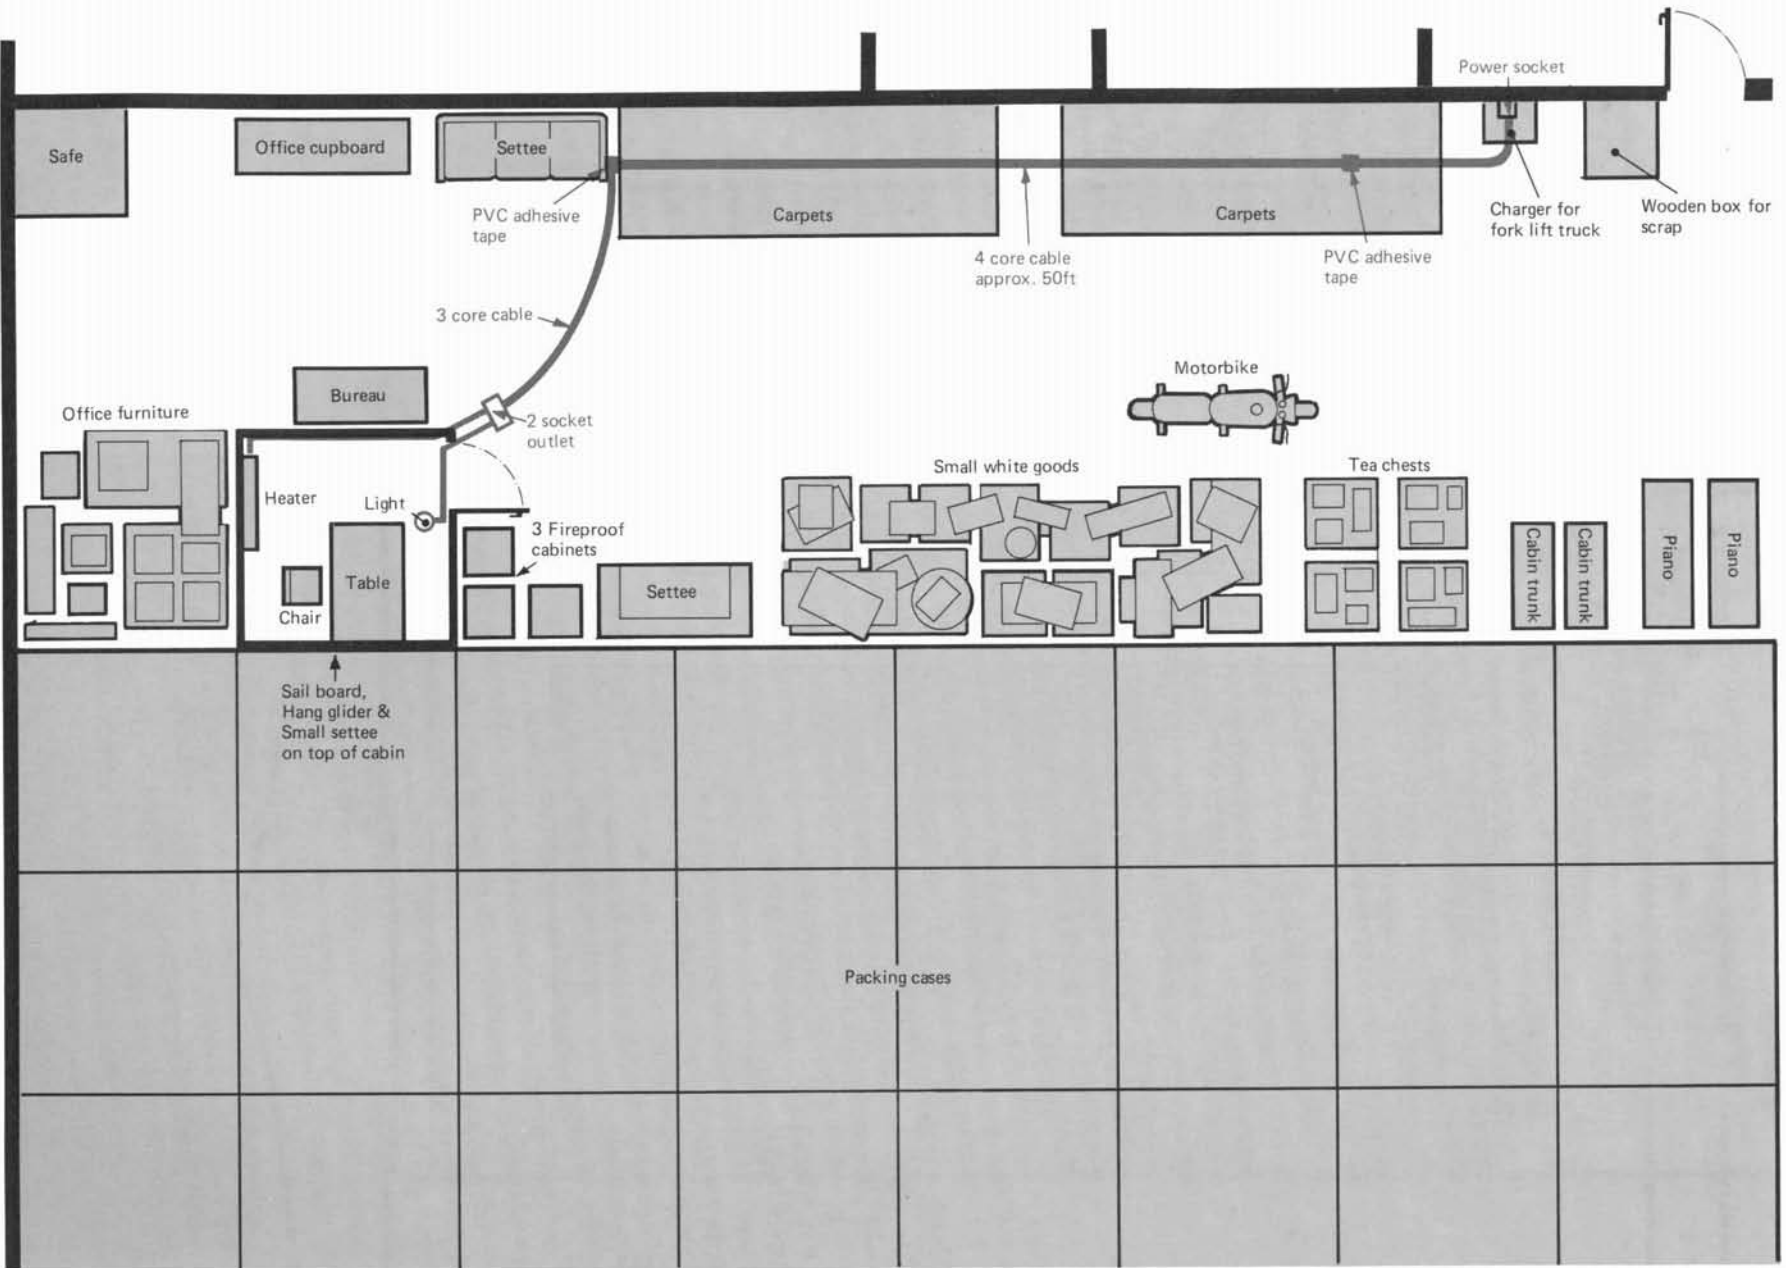 Power socket
Safe
Office cupboard
Settee
PVC adhesive
tape
Carpets
Carpets
4 core cable
approx. 50ft
PVC adhesive
tape
Charger for
fork lift truck
Wooden box for
scrap
3 core cable
Bureau
2 socket
outlet
Motorbike
Office furniture
Heater
Light
3 Fireproof
cabinets
Table
Chair
Settee
Small white goods
Tea chests
Cabin trunk
Cabin trunk
Piano
Piano
Sail board,
Hang glider &
Small settee
on top of cabin
Packing cases